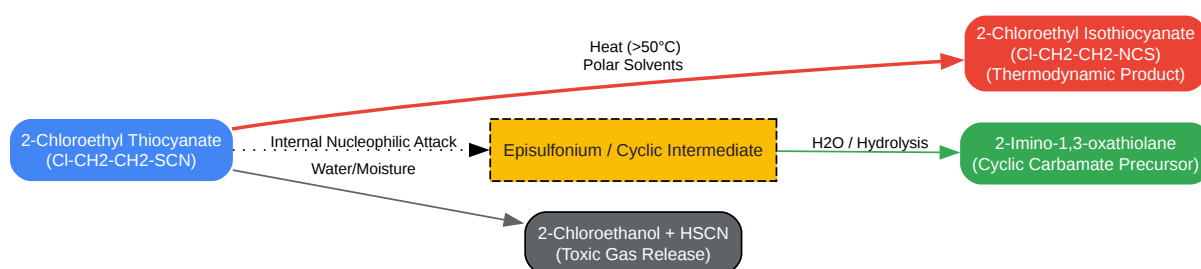 Heat (>50°C)
Polar Solvents
2-Chloroethyl Isothiocyanate
(Cl-CH2-CH2-NCS)
(Thermodynamic Product)
2-Chloroethyl Thiocyanate
(Cl-CH2-CH2-SCN)
Internal Nucleophilic Attack
Water/Moisture
Episulfonium / Cyclic Intermediate
H2O / Hydrolysis
2-Imino-1,3-oxathiolane
(Cyclic Carbamate Precursor)
2-Chloroethanol + HSCN
(Toxic Gas Release)